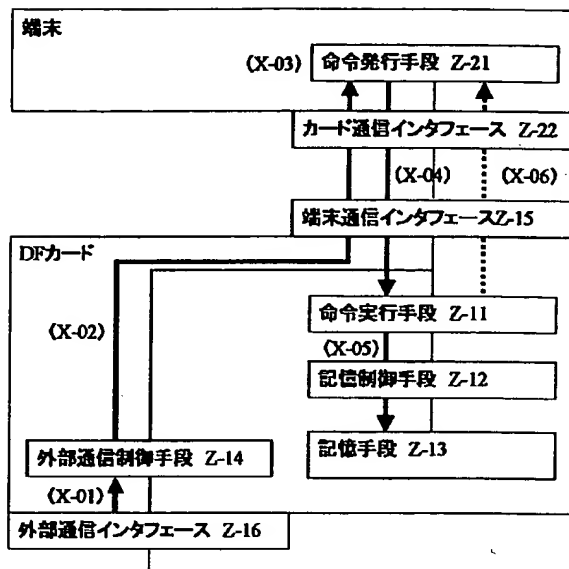 端末
(X-03)
命令発行手段 Z-21
カード通信インタフェース Z-22
(X-04)
(X-06)
端末通信インタフェースZ-15
DFカード
(X-02)
命令実行手段 Z-11
(X-05)
記憶制御手段 Z-12
外部通信制御手段 Z-14
記憶手段 Z-13
(X-01)
外部通信インタフェース Z-16